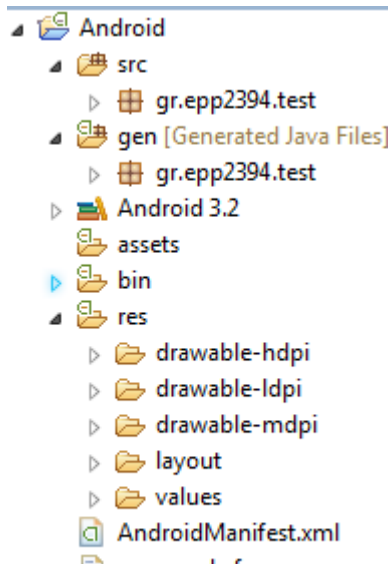 Android
src
gr.epp2394.test
gen [Generated Java Files]
gr.epp2394.test
Android 3.2
assets
bin
res
drawable-hdpi
drawable-ldpi
drawable-mdpi
layout
values
AndroidManifest.xml